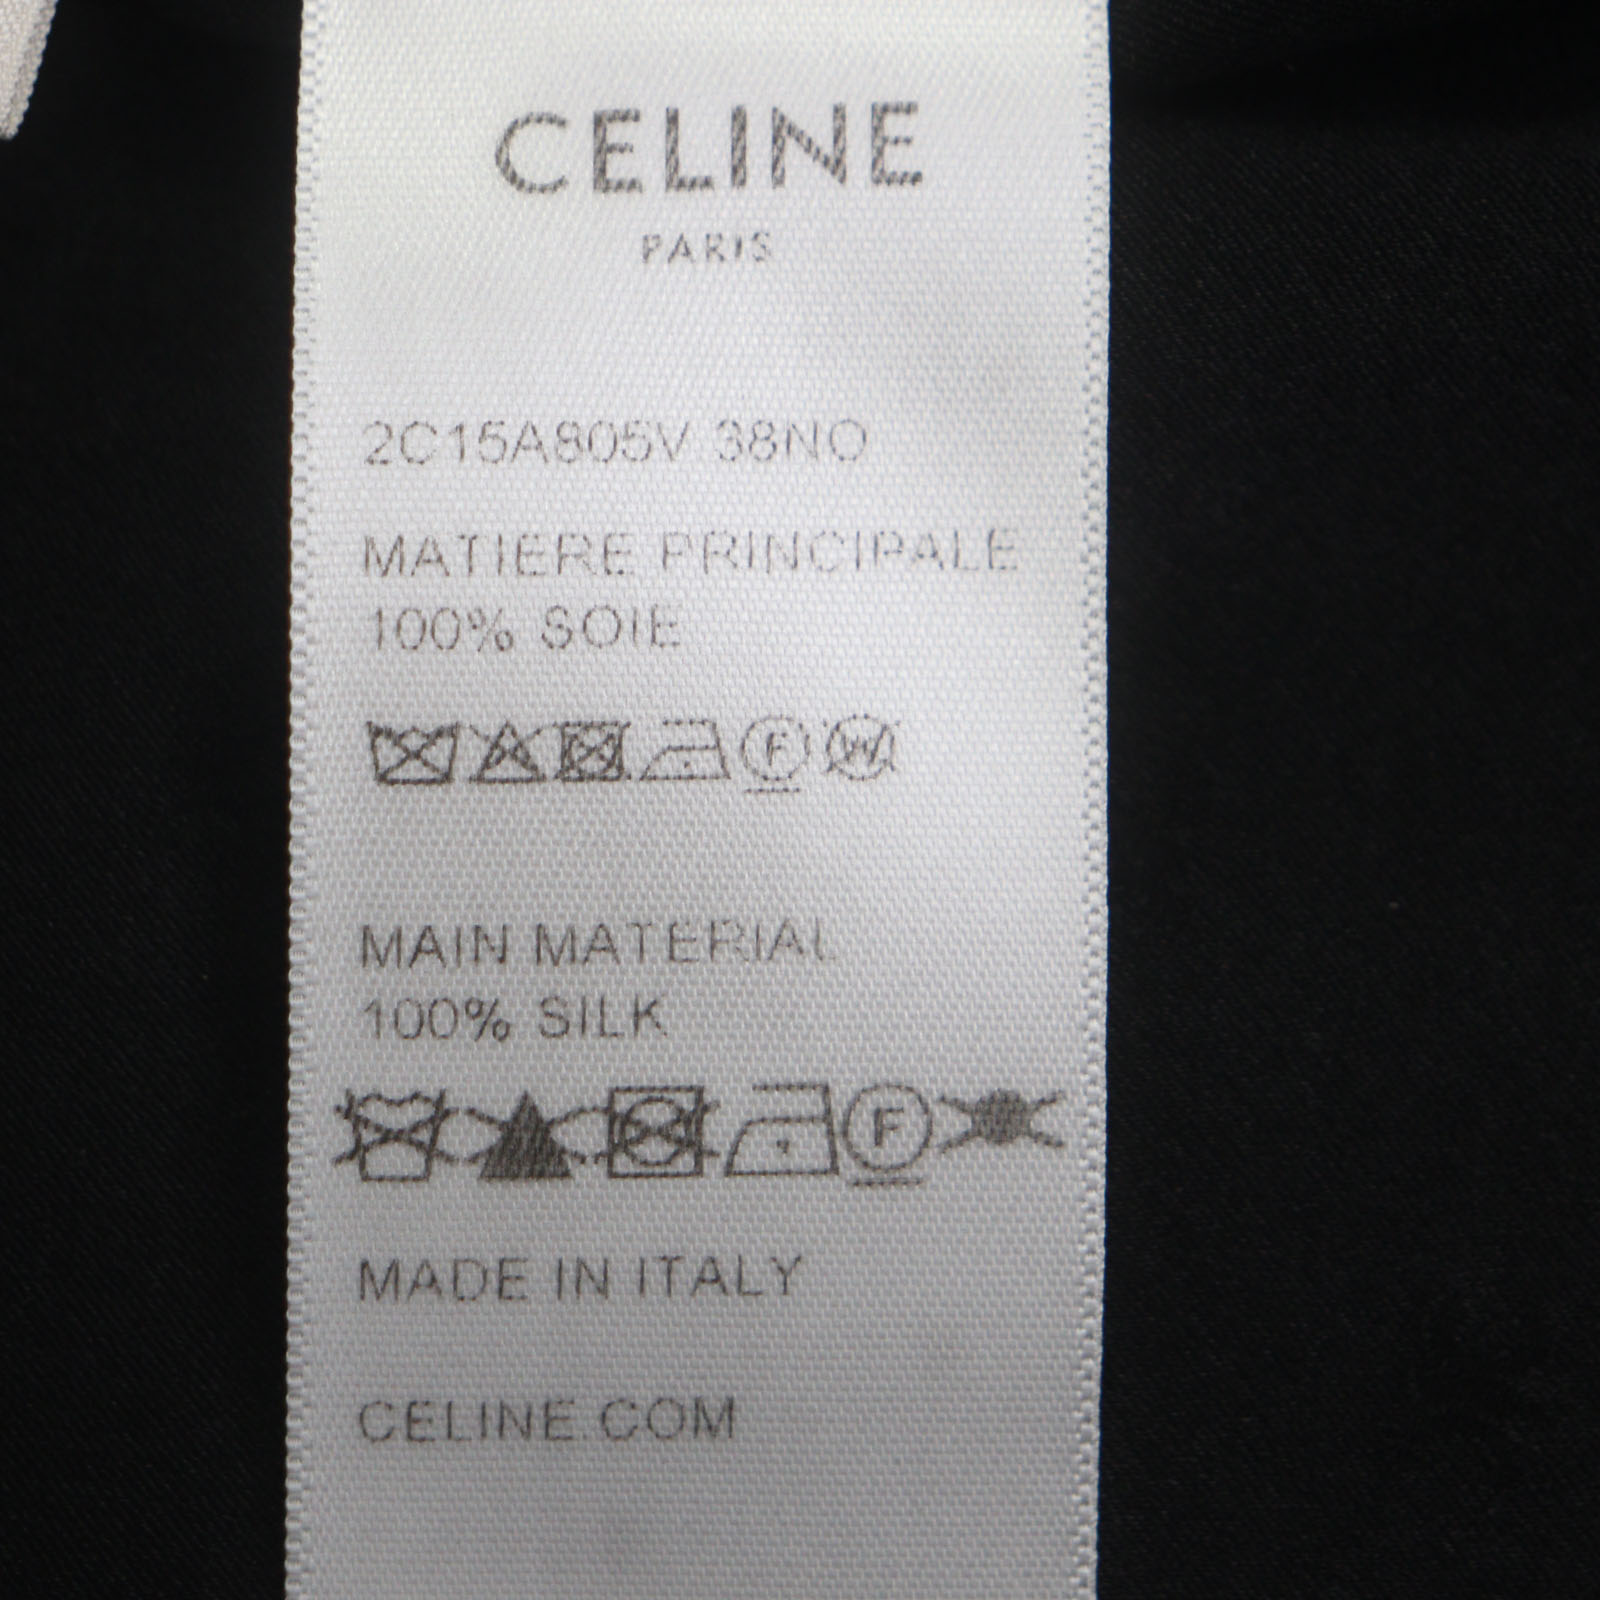 CELINE
PARIS
2C15A805V 38NO
MATIERE PRINCIPALE
100% SOIE
F W
MAIN MATERIAL
100% SILK
F
MADE IN ITALY
CELINE.COM